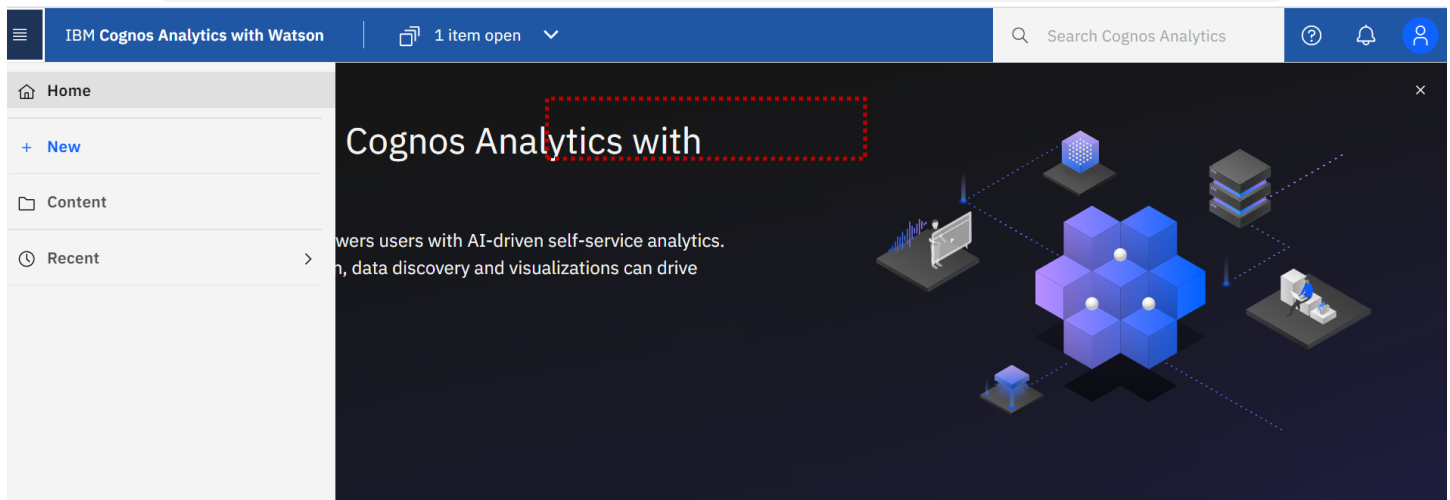 IBM Cognos Analytics with Watson
1 item open
Search Cognos Analytics
Home
New
Content
Recent
Cognos Analytics with
wers users with AI-driven self-service analytics.
, data discovery and visualizations can drive